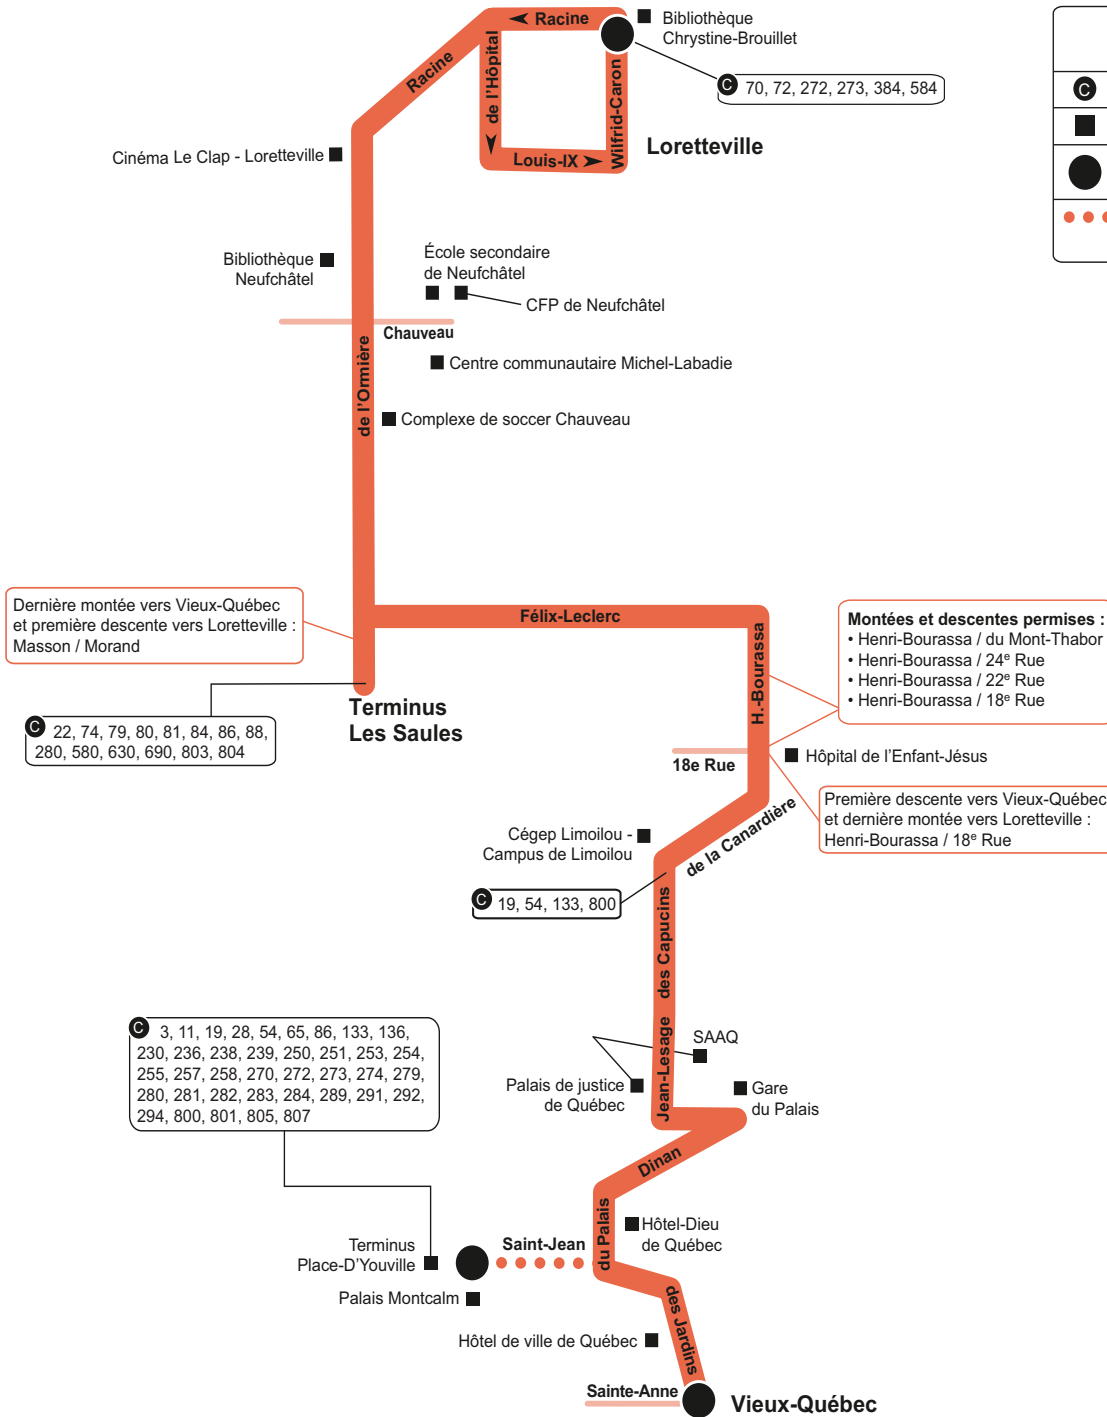 Racine
Bibliothèque
Chrystine-Brouillet
Racine
de l'Hôpital
Wilfrid-Caron
C 70, 72, 272, 273, 384, 584
C
Louis-IX
Loretteville
Cinéma Le Clap - Loretteville
Bibliothèque
Neufchâtel
École secondaire
de Neufchâtel
CFP de Neufchâtel
Chauveau
Centre communautaire Michel-Labadie
de l'Ormière
Complexe de soccer Chauveau
Dernière montée vers Vieux-Québec
et première descente vers Loretteville :
Masson / Morand
Félix-Leclerc
H.-Bourassa
Montées et descentes permises :
• Henri-Bourassa / du Mont-Thabor
• Henri-Bourassa / 24e Rue
• Henri-Bourassa / 22e Rue
• Henri-Bourassa / 18e Rue
Terminus
Les Saules
C 22, 74, 79, 80, 81, 84, 86, 88,
280, 580, 630, 690, 803, 804
18e Rue
Hôpital de l'Enfant-Jésus
Première descente vers Vieux-Québec
et dernière montée vers Loretteville :
Henri-Bourassa / 18e Rue
Cégep Limoilou -
Campus de Limoilou
de la Canardière
C 19, 54, 133, 800
des Capucins
C 3, 11, 19, 28, 54, 65, 86, 133, 136,
230, 236, 238, 239, 250, 251, 253, 254,
255, 257, 258, 270, 272, 273, 274, 279,
280, 281, 282, 283, 284, 289, 291, 292,
294, 800, 801, 805, 807
SAAQ
Jean-Lesage
Palais de justice
de Québec
Gare
du Palais
Dinan
du Palais
Hôtel-Dieu
de Québec
Saint-Jean
Terminus
Place-D'Youville
Palais Montcalm
des Jardins
Hôtel de ville de Québec
Sainte-Anne
Vieux-Québec